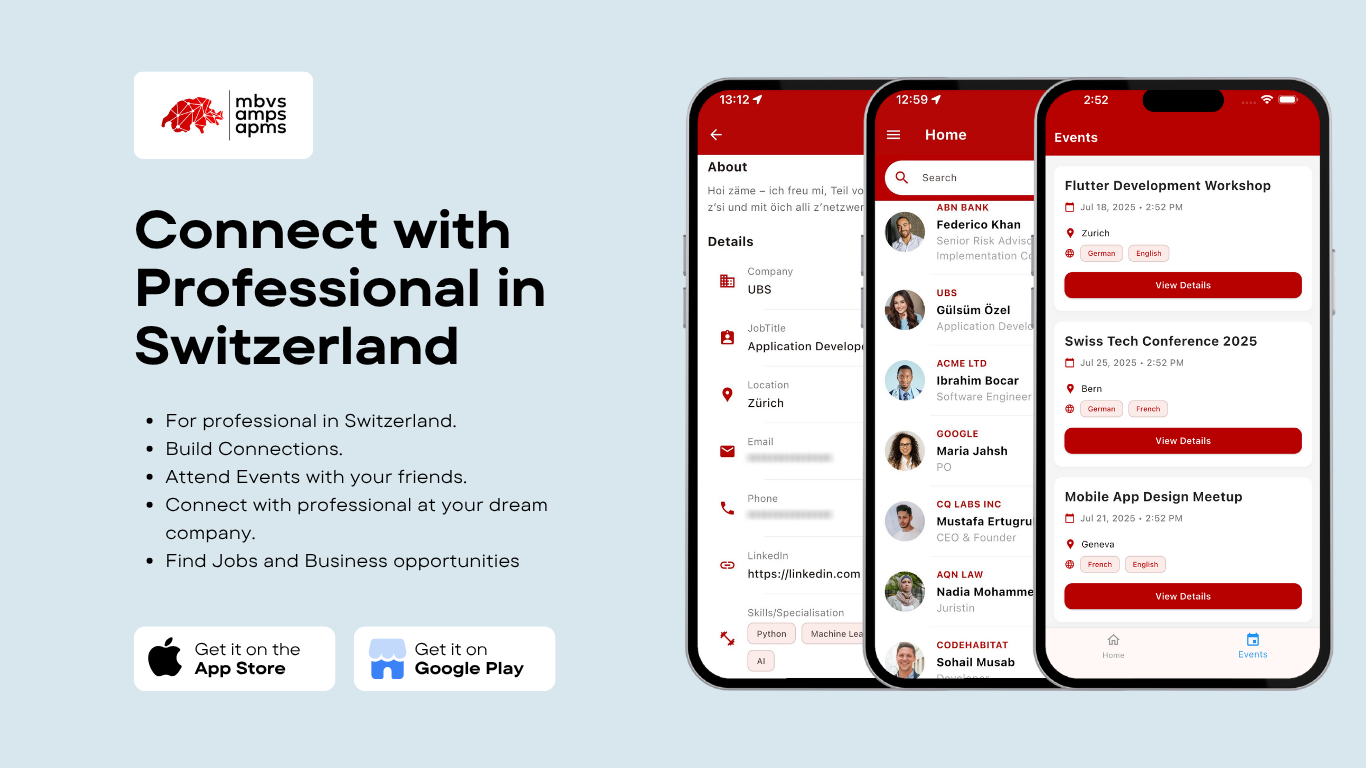 mbvs
amps
apms
Connect with
Professional in
Switzerland
For professional in Switzerland.
Build Connections.
Attend Events with your friends.
Connect with professional at your dream
company.
Find Jobs and Business opportunities
Get it on the
App Store
Get it on
Google Play
13:12
About
Hoi zäme – ich freu mi, Teil vo
z'si und mit öich alli z'netzwer
Details
Company
UBS
JobTitle
Application Develop
Location
Zürich
Email
Phone
LinkedIn
https://linkedin.com
Skills/Specialisation
Python
Machine Lea
AI
12:59
Home
Search
ABN BANK
Federico Khan
Senior Risk Adviso
Implementation Co
UBS
Gülsüm Özel
Application Develo
ACME LTD
Ibrahim Bocar
Software Engineer
GOOGLE
Maria Jahsh
PO
CQ LABS INC
Mustafa Ertugru
CEO & Founder
AQN LAW
Nadia Mohamme
Juristin
CODEHABITAT
Sohail Musab
Developer
2:52
Events
Flutter Development Workshop
Jul 18, 2025 • 2:52 PM
Zurich
German English
View Details
Swiss Tech Conference 2025
Jul 25, 2025 • 2:52 PM
Bern
German French
View Details
Mobile App Design Meetup
Jul 21, 2025 • 2:52 PM
Geneva
French English
View Details
Home Events